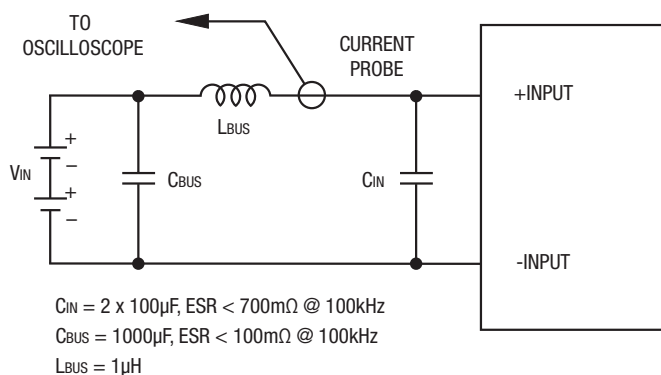 TO
OSCILLOSCOPE
CURRENT
PROBE
+INPUT
LBUS
+
−
VIN
+
−
CBUS
CIN
-INPUT
CIN = 2 x 100µF, ESR < 700mΩ @ 100kHz
CBUS = 1000µF, ESR < 100mΩ @ 100kHz
LBUS = 1µH